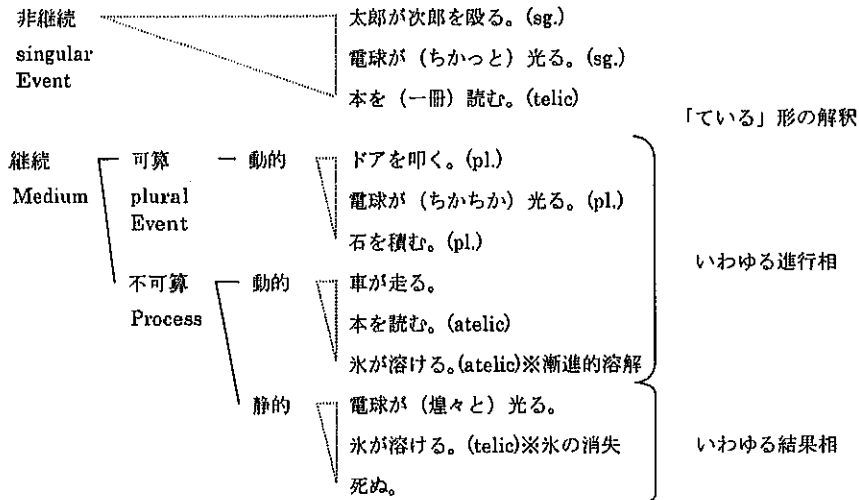 非継続 太郎が次郎を殴る。(sg.)
singular 電球が（ちかっと）光る。(sg.)
Event
本を（一冊）読む。(telic)
「ている」形の解釈
継続 可算 動的 ドアを叩く。(pl.)
Medium plural 電球が（ちかちか）光る。(pl.)
Event
石を積む。(pl.)
いわゆる進行相
不可算 動的 車が走る。
Process 本を読む。(atelic)
氷が溶ける。(atelic)※漸進的溶解
静的 電球が（煌々と）光る。
氷が溶ける。(telic)※氷の消失 いわゆる結果相
死ぬ。